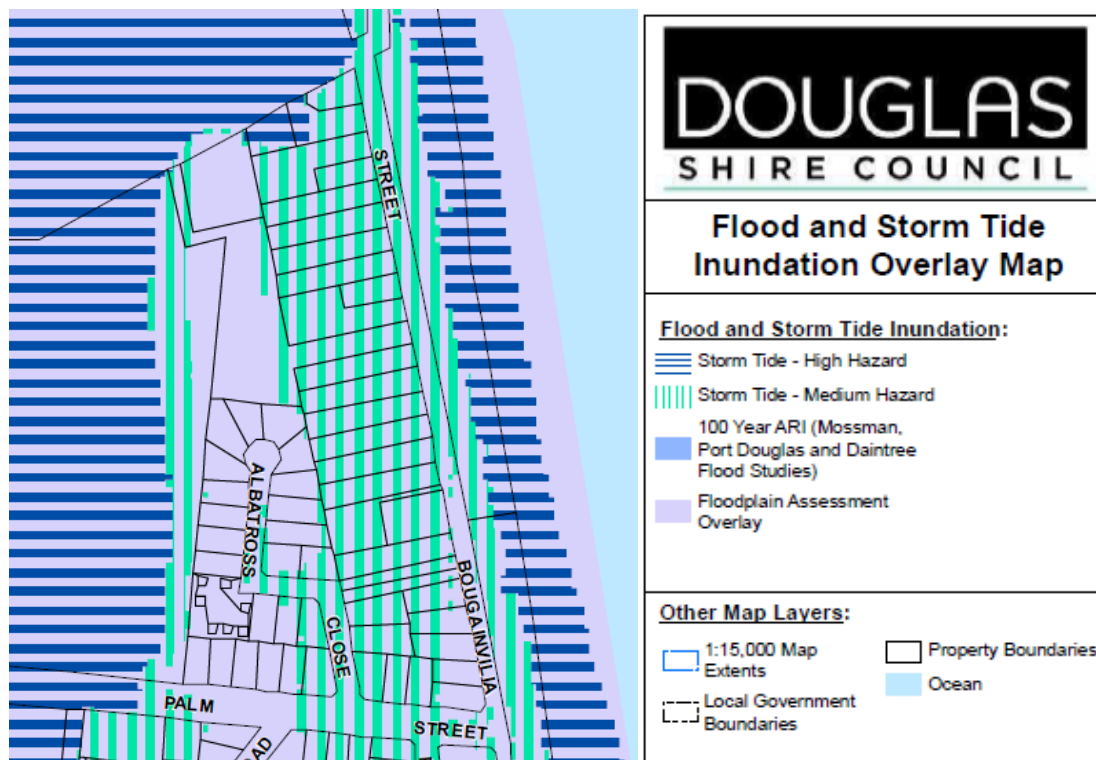 STREET
ALBATROSS
CLOSE
BOUGAINVILIA
PALM
STREET
AD
DOUGLAS
SHIRE COUNCIL
Flood and Storm Tide
Inundation Overlay Map
Flood and Storm Tide Inundation:
Storm Tide - High Hazard
Storm Tide - Medium Hazard
100 Year ARI (Mossman,
Port Douglas and Daintree
Flood Studies)
Floodplain Assessment
Overlay
Other Map Layers:
1:15,000 Map
Extents
Property Boundaries
Ocean
Local Government
Boundaries